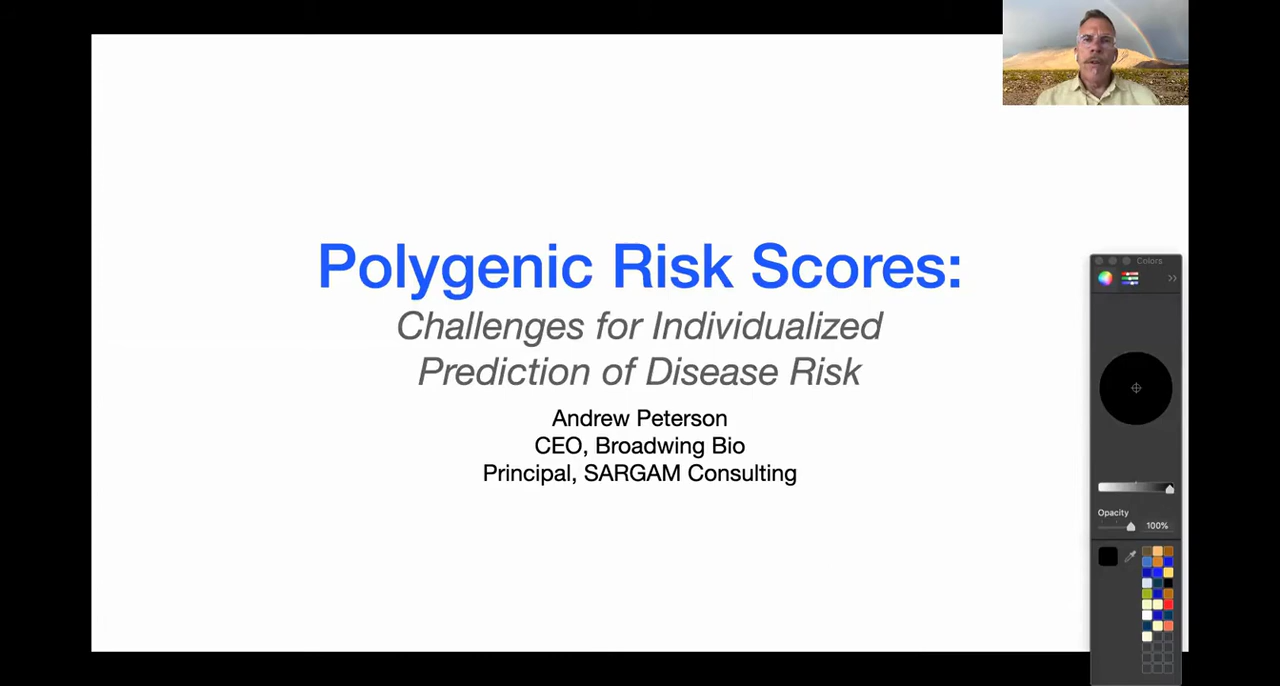 Polygenic Risk Scores:
Challenges for Individualized
Prediction of Disease Risk
Andrew Peterson
CEO, Broadwing Bio
Principal, SARGAM Consulting
Colors
Opacity
100%